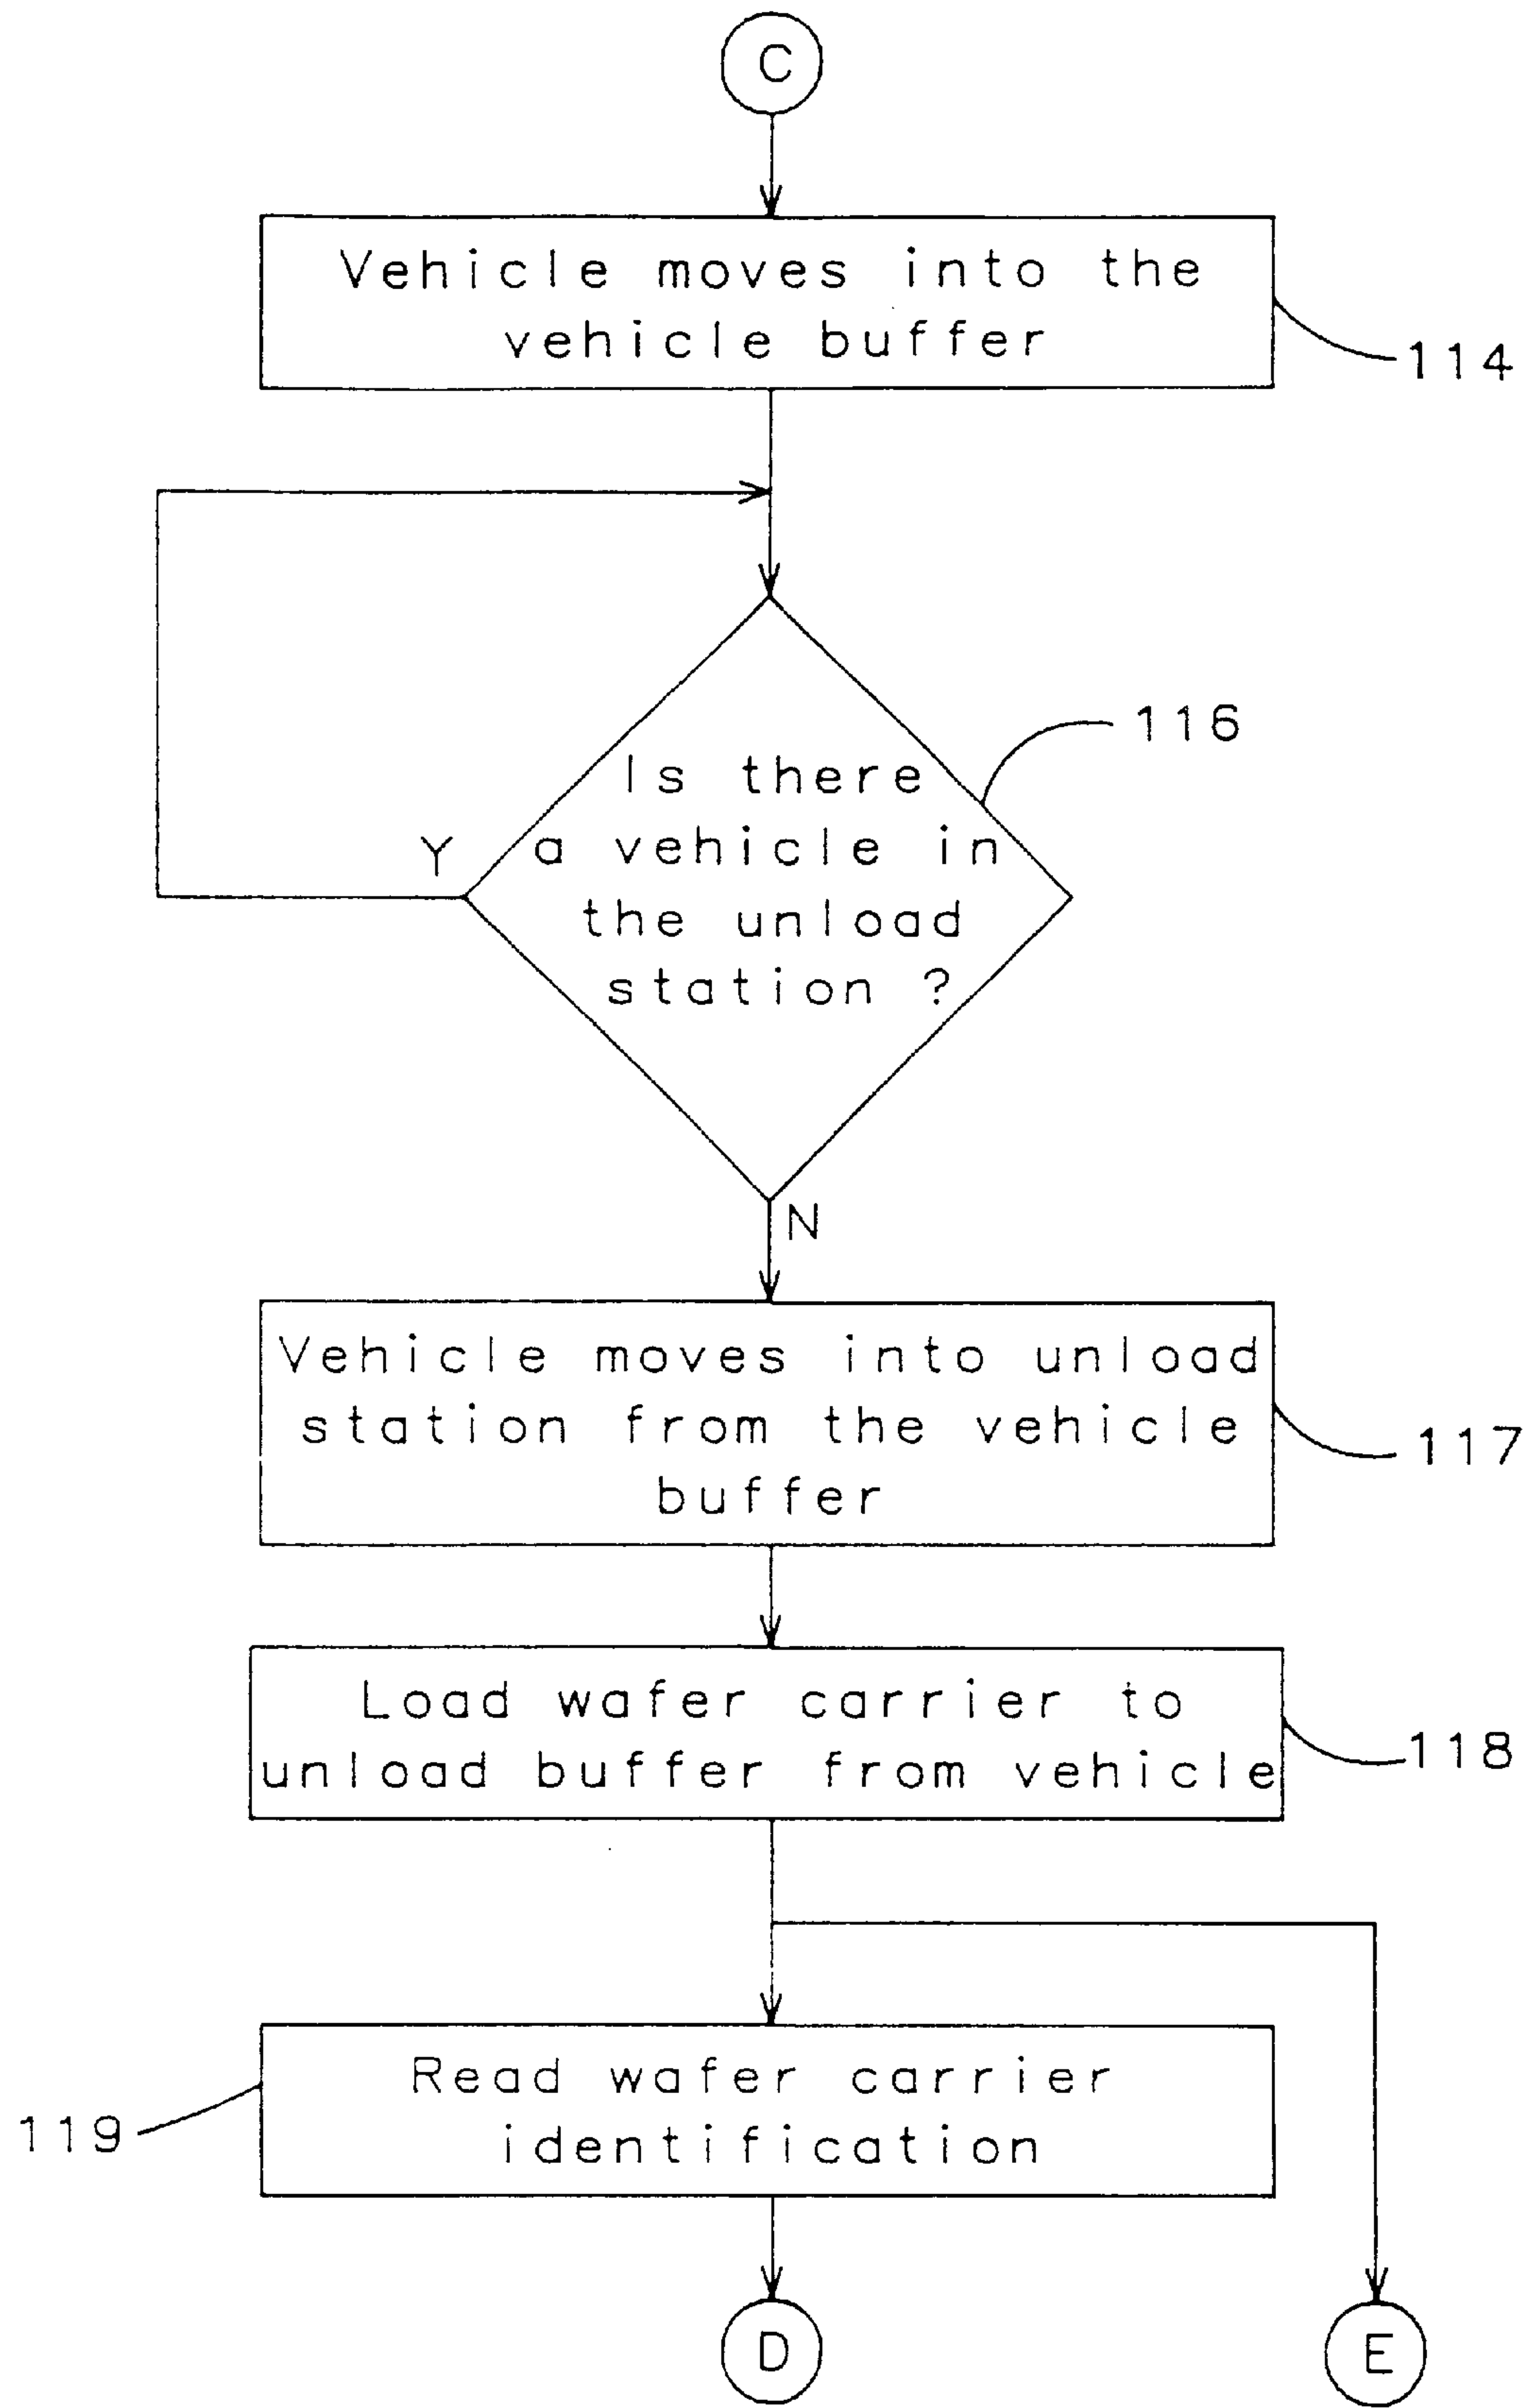 C
Vehicle moves into the
vehicle buffer
114
116
Is there
Y
a vehicle in
the unload
station ?
N
Vehicle moves into unload
station from the vehicle
buffer
117
Load wafer carrier to
unload buffer from vehicle
118
Read wafer carrier
identification
119
D
E